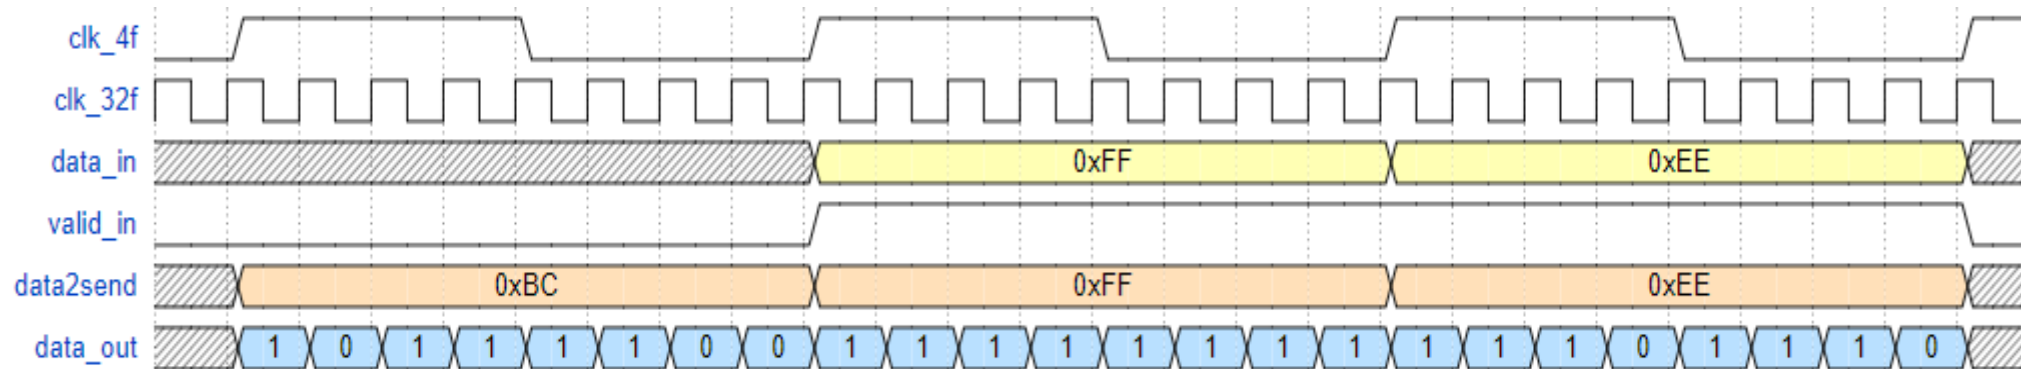 clk_4f
clk_32f
data_in 0xFF 0xEE
valid_in
data2send 0xBC 0xFF 0xEE
data_out 1 0 1 1 1 1 0 0 1 1 1 1 1 1 1 1 1 1 1 0 1 1 1 0